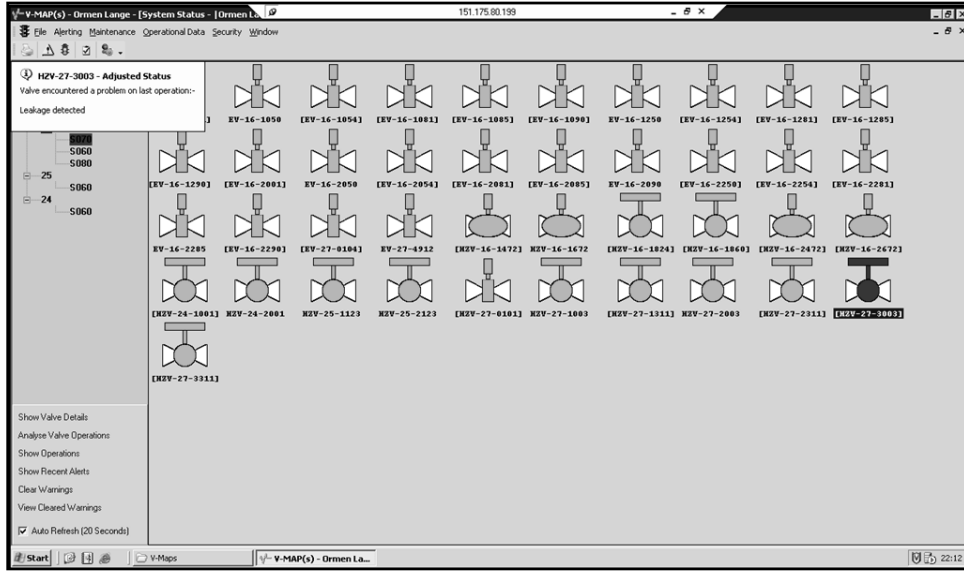 V-MAP(s) - Ormen Lange - [System Status - [Ormen La
151.175.80.199
File Alerting Maintenance Operational Data Security Window
HZV-27-3003 - Adjusted Status
Valve encountered a problem on last operation:-
Leakage detected
1] EV-16-1050 [EV-16-1054] [EV-16-1081] [EV-16-1085] [EV-16-1090] EV-16-1250 [EV-16-1254] [EV-16-1281] [EV-16-1285]
S070
S060
S080
25
S060
24
S060
[EV-16-1290] [EV-16-2001] EV-16-2050 [EV-16-2054] [EV-16-2081] [EV-16-2085] EV-16-2090 [EV-16-2250] [EV-16-2254] [EV-16-2281]
EV-16-2285 [EV-16-2290] [EV-27-0104] EV-27-4912 [HZV-16-1472] HZV-16-1672 [HZV-16-1824] [HZV-16-1860] [HZV-16-2472] [HZV-16-2672]
[HZV-24-1001] HZV-24-2001 HZV-25-1123 HZV-25-2123 [HZV-27-0101] HZV-27-1003 [HZV-27-1311] HZV-27-2003 [HZV-27-2311] [HZV-27-3003]
[HZV-27-3311]
Show Valve Details
Analyse Valve Operations
Show Operations
Show Recent Alerts
Clear Warnings
View Cleared Warnings
Auto Refresh (20 Seconds)
Start V-Maps V-MAP(s) - Ormen La... 22:12